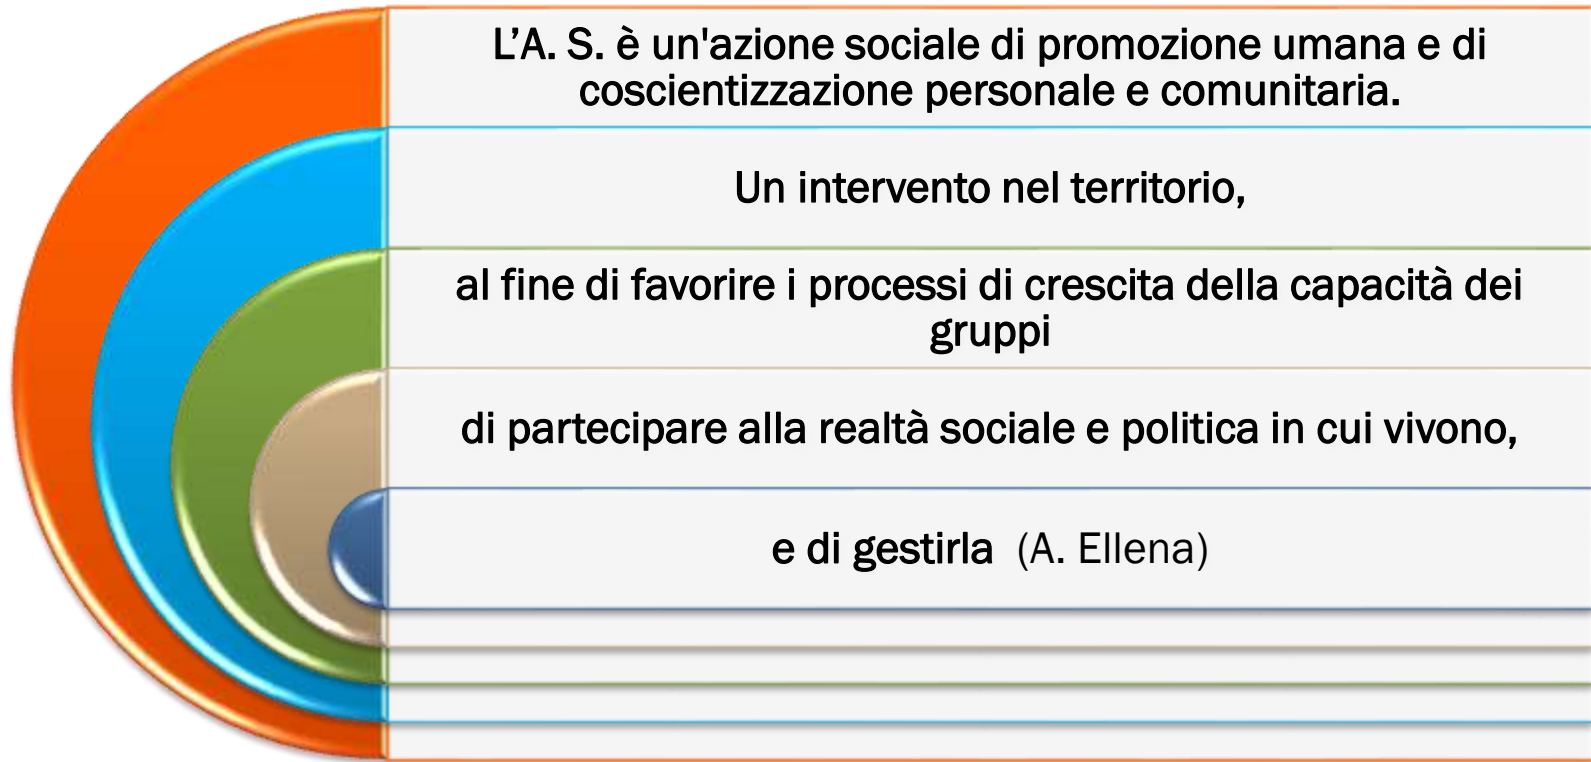 L’A. S. è un'azione sociale di promozione umana e di
coscientizzazione personale e comunitaria.
Un intervento nel territorio,
al fine di favorire i processi di crescita della capacità dei
gruppi
di partecipare alla realtà sociale e politica in cui vivono,
e di gestirla (A. Ellena)